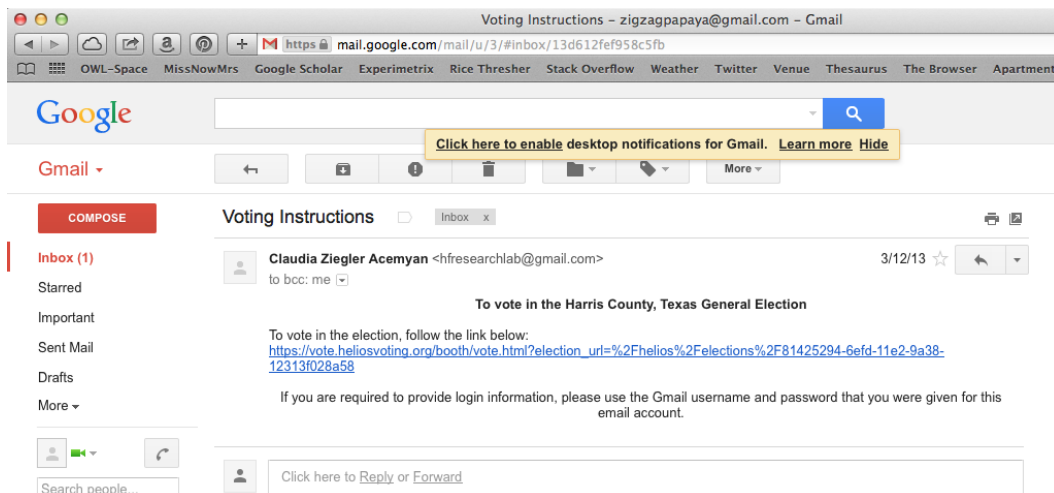 Voting Instructions – zigzagpapaya@gmail.com – Gmail
https mail.google.com/mail/u/3/#inbox/13d612fef958c5fb
OWL-Space MissNowMrs Google Scholar Experimetrix Rice Thresher Stack Overflow Weather Twitter Venue Thesaurus The Browser Apartment
Google
Click here to enable desktop notifications for Gmail. Learn more Hide
Gmail
More
COMPOSE
Voting Instructions
Inbox x
Inbox (1)
Starred
Important
Sent Mail
Drafts
More
Search people...
Claudia Ziegler Acemyan <hfresearchlab@gmail.com>
3/12/13
to bcc: me
To vote in the Harris County, Texas General Election
To vote in the election, follow the link below:
https://vote.heliosvoting.org/booth/vote.html?election_url=%2Fhelios%2Felections%2F81425294-6efd-11e2-9a38-
12313f028a58
If you are required to provide login information, please use the Gmail username and password that you were given for this
email account.
Click here to Reply or Forward